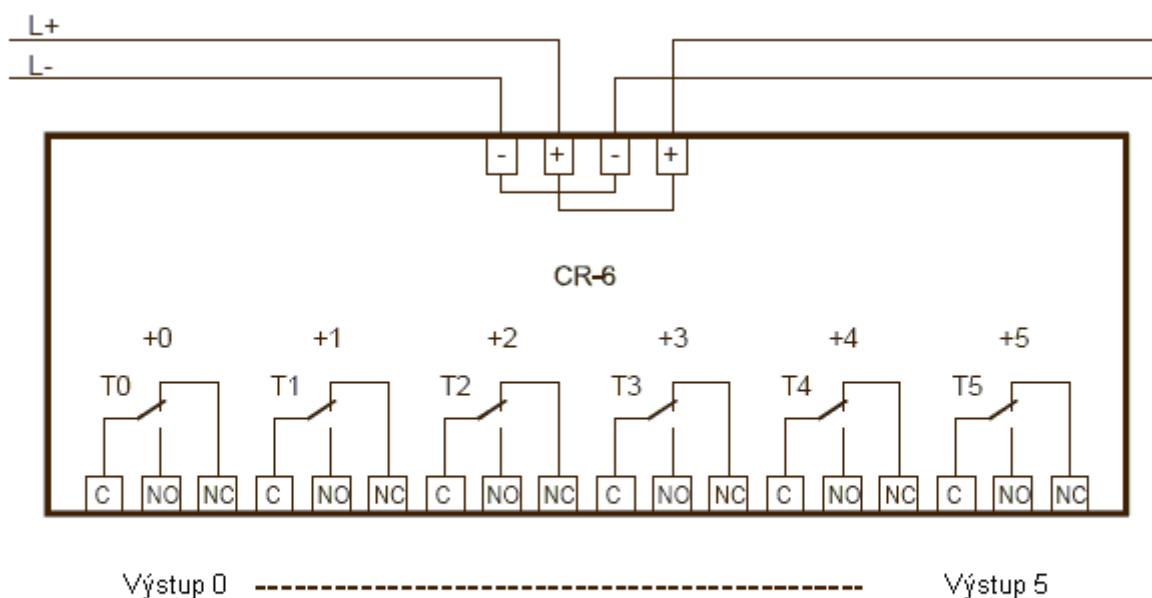 L+
L-
- + - +
CR-6
+0 +1 +2 +3 +4 +5
T0 T1 T2 T3 T4 T5
C NO NC C NO NC C NO NC C NO NC C NO NC C NO NC
Výstup 0 Výstup 5